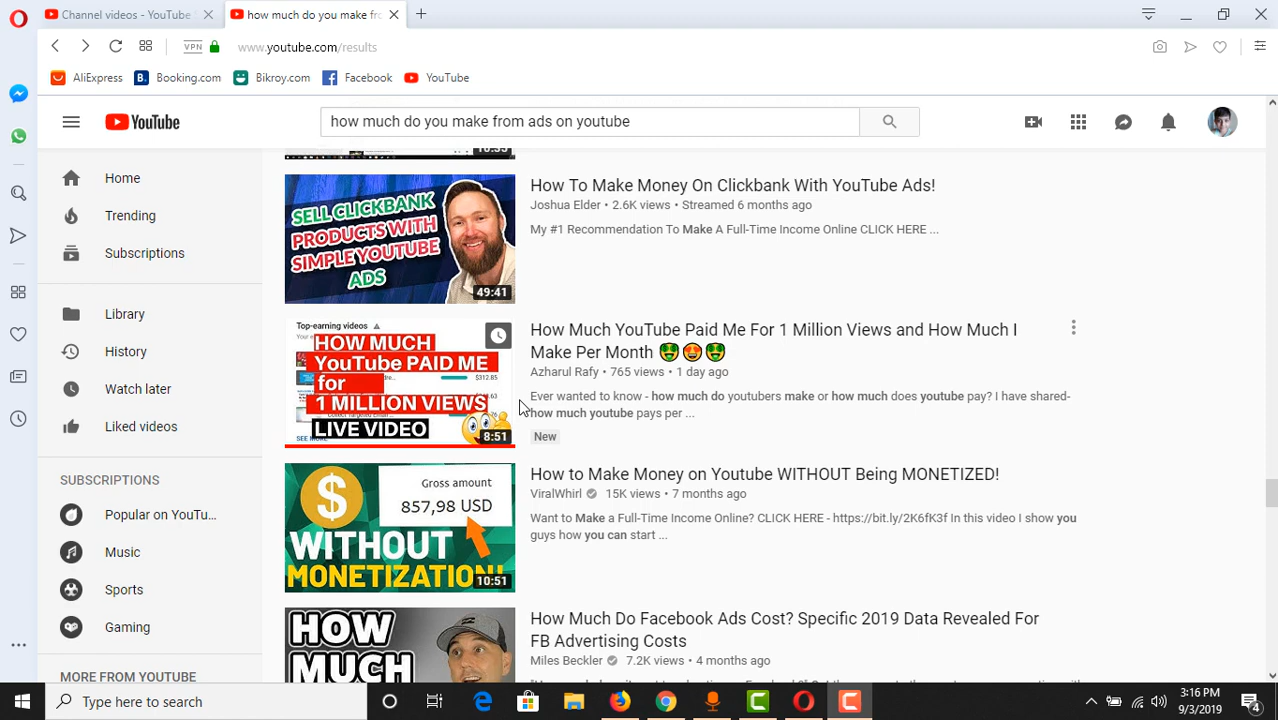 Channel videos - YouTube
how much do you make fro
VPN
www.youtube.com/results
AliExpress
B.
Booking.com
Bikroy.com
Facebook
YouTube
YouTube
how much do you make from ads on youtube
Home
Trending
Subscriptions
Library
History
Watch later
Liked videos
SUBSCRIPTIONS
Popular on YouTu...
Music
Sports
Gaming
MORE FROM YOUTUBE
10:35
SELL CLICKBANK
PRODUCTS WITH
SIMPLE YOUTUBE
ADS
49:41
How To Make Money On Clickbank With YouTube Ads!
Joshua Elder • 2.6K views • Streamed 6 months ago
My #1 Recommendation To Make A Full-Time Income Online CLICK HERE ...
Top-earning videos
HOW MUCH
YouTube PAID ME
for
1 MILLION VIEWS
LIVE VIDEO
$312.85
8:51
How Much YouTube Paid Me For 1 Million Views and How Much I
Make Per Month 🤑🤩🤑
Azharul Rafy • 765 views • 1 day ago
Ever wanted to know - how much do youtubers make or how much does youtube pay? I have shared-
how much youtube pays per ...
New
Gross amount
857,98 USD
WITHOUT
MONETIZATION!
10:51
How to Make Money on Youtube WITHOUT Being MONETIZED!
ViralWhirl 15K views • 7 months ago
Want to Make a Full-Time Income Online? CLICK HERE - https://bit.ly/2K6fK3f In this video I show you
guys how you can start ...
HOW
MUCH
How Much Do Facebook Ads Cost? Specific 2019 Data Revealed For
FB Advertising Costs
Miles Beckler 7.2K views • 4 months ago
Type here to search
3:16 PM
9/3/2019
4